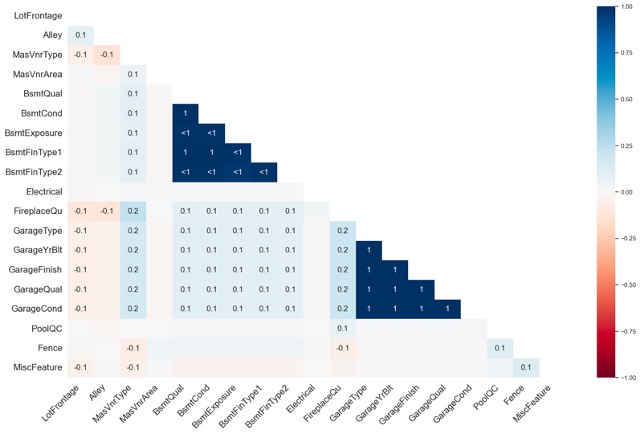 LotFrontage
Alley 0.1
MasVnrType -0.1 -0.1
MasVnrArea 0.1
BsmtQual 0.1
BsmtCond 0.1 1
BsmtExposure 0.1 <1 <1
BsmtFinType1 0.1 1 1 <1
BsmtFinType2 0.1 <1 <1 <1 <1
Electrical
FireplaceQu -0.1 -0.1 0.2 0.1 0.1 0.1 0.1 0.1
GarageType -0.1 0.2 0.1 0.1 0.1 0.1 0.1 0.2
GarageYrBlt -0.1 0.2 0.1 0.1 0.1 0.1 0.1 0.2 1
GarageFinish -0.1 0.2 0.1 0.1 0.1 0.1 0.1 0.2 1 1
GarageQual -0.1 0.2 0.1 0.1 0.1 0.1 0.1 0.2 1 1 1
GarageCond -0.1 0.2 0.1 0.1 0.1 0.1 0.1 0.2 1 1 1 1
PoolQC 0.1
Fence -0.1 -0.1 0.1
MiscFeature -0.1 -0.1 0.1
LotFrontage
Alley
MasVnrType
MasVnrArea
BsmtQual
BsmtCond
BsmtExposure
BsmtFinType1
BsmtFinType2
Electrical
FireplaceQu
GarageType
GarageYrBlt
GarageFinish
GarageQual
GarageCond
PoolQC
Fence
MiscFeature
1.00
0.75
0.50
0.25
0.00
-0.25
-0.50
-0.75
-1.00